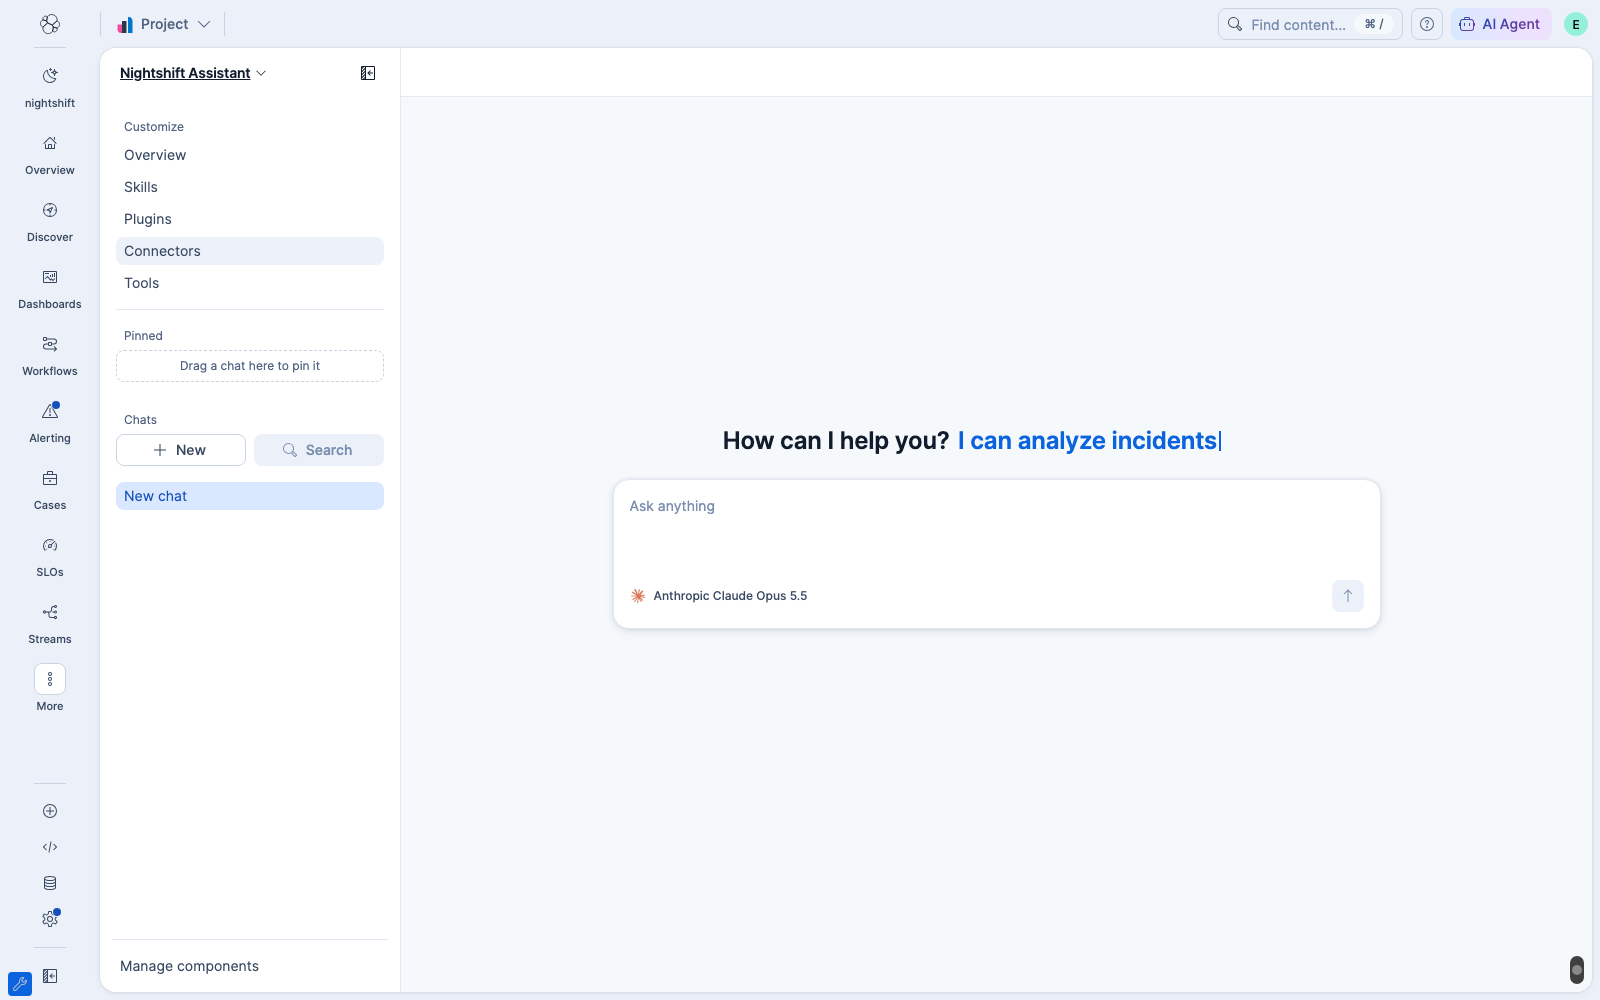 Project
Find content...
⌘ /
AI Agent
E
nightshift
Overview
Discover
Dashboards
Workflows
Alerting
Cases
SLOs
Streams
More
Nightshift Assistant
Customize
Overview
Skills
Plugins
Connectors
Tools
Pinned
Drag a chat here to pin it
Chats
New
Search
New chat
Manage components
How can I help you? I can analyze incidents
Ask anything
Anthropic Claude Opus 5.5